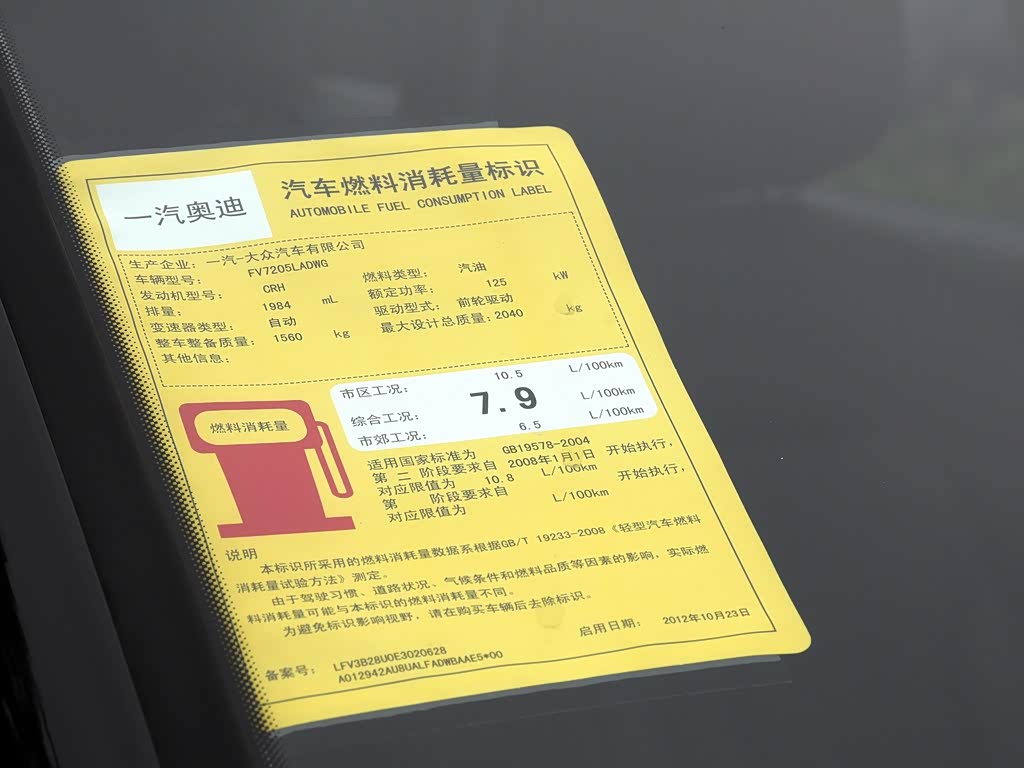 一汽奥迪
汽车燃料消耗量标识
AUTOMOBILE FUEL CONSUMPTION LABEL
生产企业：一汽-大众汽车有限公司
车辆型号： FV7205LADWG
发动机型号： CRH 燃料类型： 汽油
排量： 1984 mL 额定功率： 125 kW
变速器类型： 自动 驱动型式： 前轮驱动
整车整备质量： 1560 kg 最大设计总质量：2040 kg
其他信息：
市区工况： 10.5 L/100km
综合工况： 7.9 L/100km
市郊工况： 6.5 L/100km
燃料消耗量
适用国家标准为 GB19578-2004
第 二 阶段要求自 2008年1月1日 开始执行，
对应限值为 10.8 L/100km
第 阶段要求自 开始执行，
对应限值为 L/100km
说明
本标识所采用的燃料消耗量数据系根据GB/T 19233-2008《轻型汽车燃料
消耗量试验方法》测定。
由于驾驶习惯、道路状况、气候条件和燃料品质等因素的影响，实际燃
料消耗量可能与本标识的燃料消耗量不同。
为避免标识影响视野，请在购买车辆后去除标识。
启用日期： 2012年10月23日
备案号： LFV3B28U0E3020628
A012942AU8UALFADWBAAE5*00